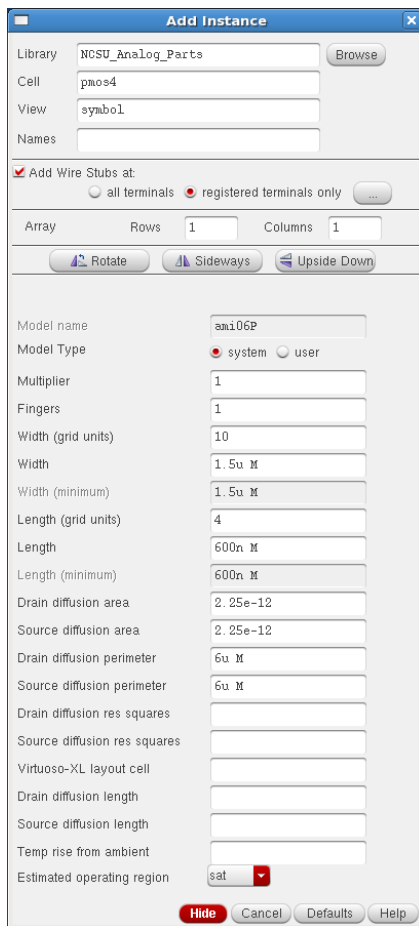 Add Instance
Library NCSU_Analog_Parts Browse
Cell pmos4
View symbol
Names
Add Wire Stubs at:
all terminals registered terminals only ...
Array Rows 1 Columns 1
Rotate Sideways Upside Down
Model name ami06P
Model Type system user
Multiplier 1
Fingers 1
Width (grid units) 10
Width 1.5u M
Width (minimum) 1.5u M
Length (grid units) 4
Length 600n M
Length (minimum) 600n M
Drain diffusion area 2.25e-12
Source diffusion area 2.25e-12
Drain diffusion perimeter 6u M
Source diffusion perimeter 6u M
Drain diffusion res squares
Source diffusion res squares
Virtuoso-XL layout cell
Drain diffusion length
Source diffusion length
Temp rise from ambient
Estimated operating region sat
Hide Cancel Defaults Help